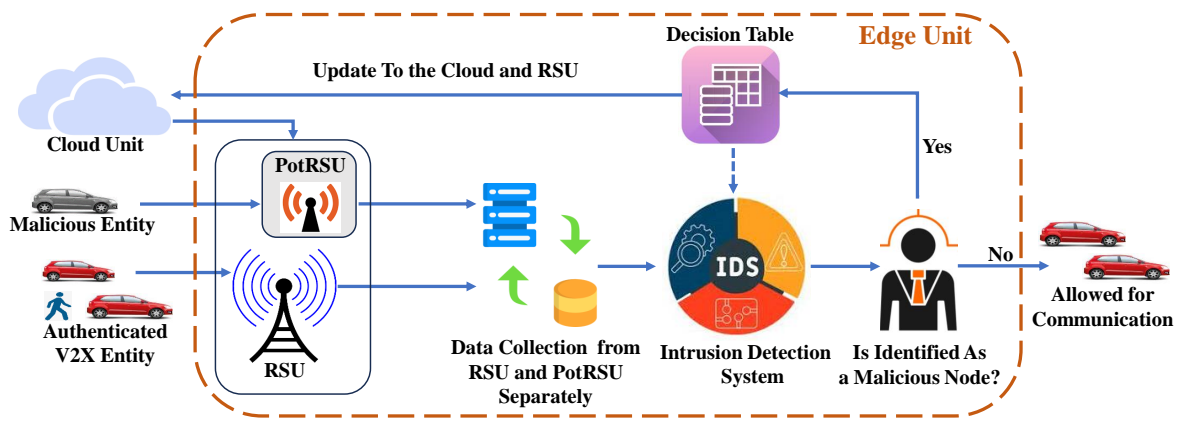 Decision Table
Edge Unit
Update To the Cloud and RSU
Cloud Unit
PotRSU
Yes
Malicious Entity
IDS
No
Authenticated
V2X Entity
RSU
Data Collection from
RSU and PotRSU
Separately
Intrusion Detection
System
Is Identified As
a Malicious Node?
Allowed for
Communication